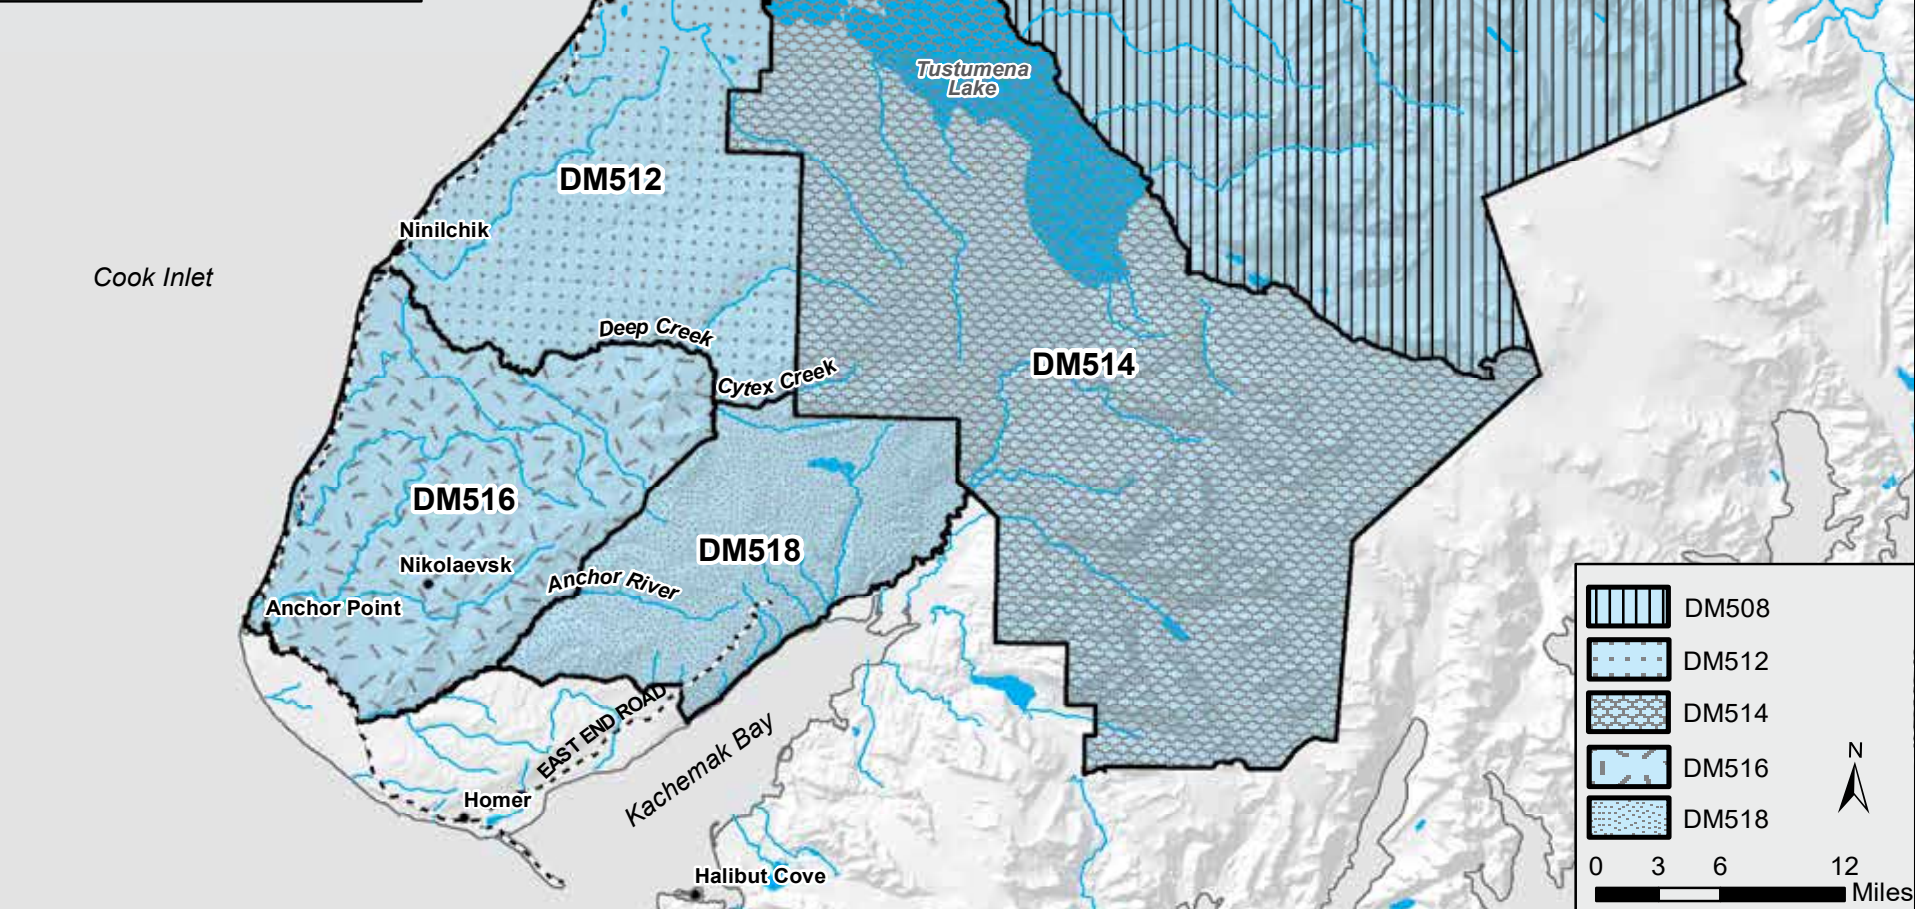 Tustumena
Lake
DM512
Ninilchik
Cook Inlet
Deep Creek
Cytex Creek
DM514
DM516
DM518
Nikolaevsk
Anchor River
Anchor Point
EAST END ROAD
Kachemak Bay
Homer
Halibut Cove
DM508
DM512
DM514
DM516
DM518
N
0 3 6 12
Miles